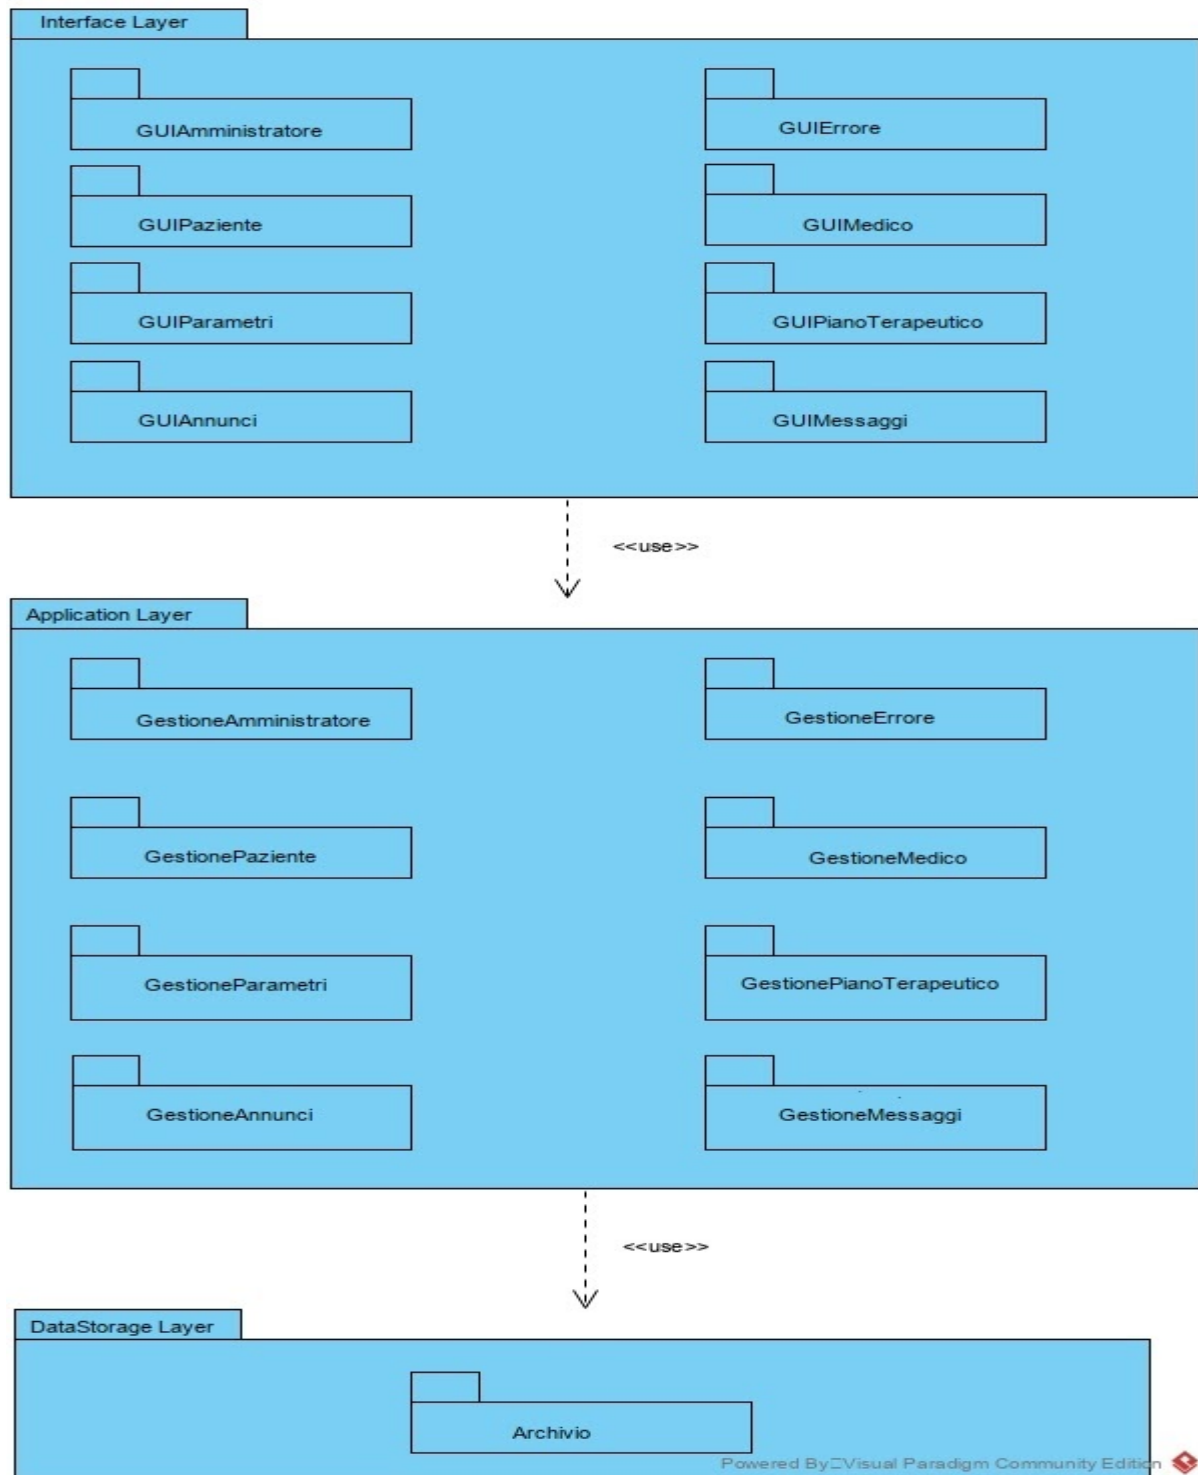 Interface Layer
GUIAmministratore
GUIErrore
GUIPaziente
GUIMedico
GUIParametri
GUIPianoTerapeutico
GUIAnnunci
GUIMessaggi
<<use>>
Application Layer
GestioneAmministratore
GestioneErrore
GestionePaziente
GestioneMedico
GestioneParametri
GestionePianoTerapeutico
GestioneAnnunci
GestioneMessaggi
<<use>>
DataStorage Layer
Archivio
Powered By Visual Paradigm Community Edition